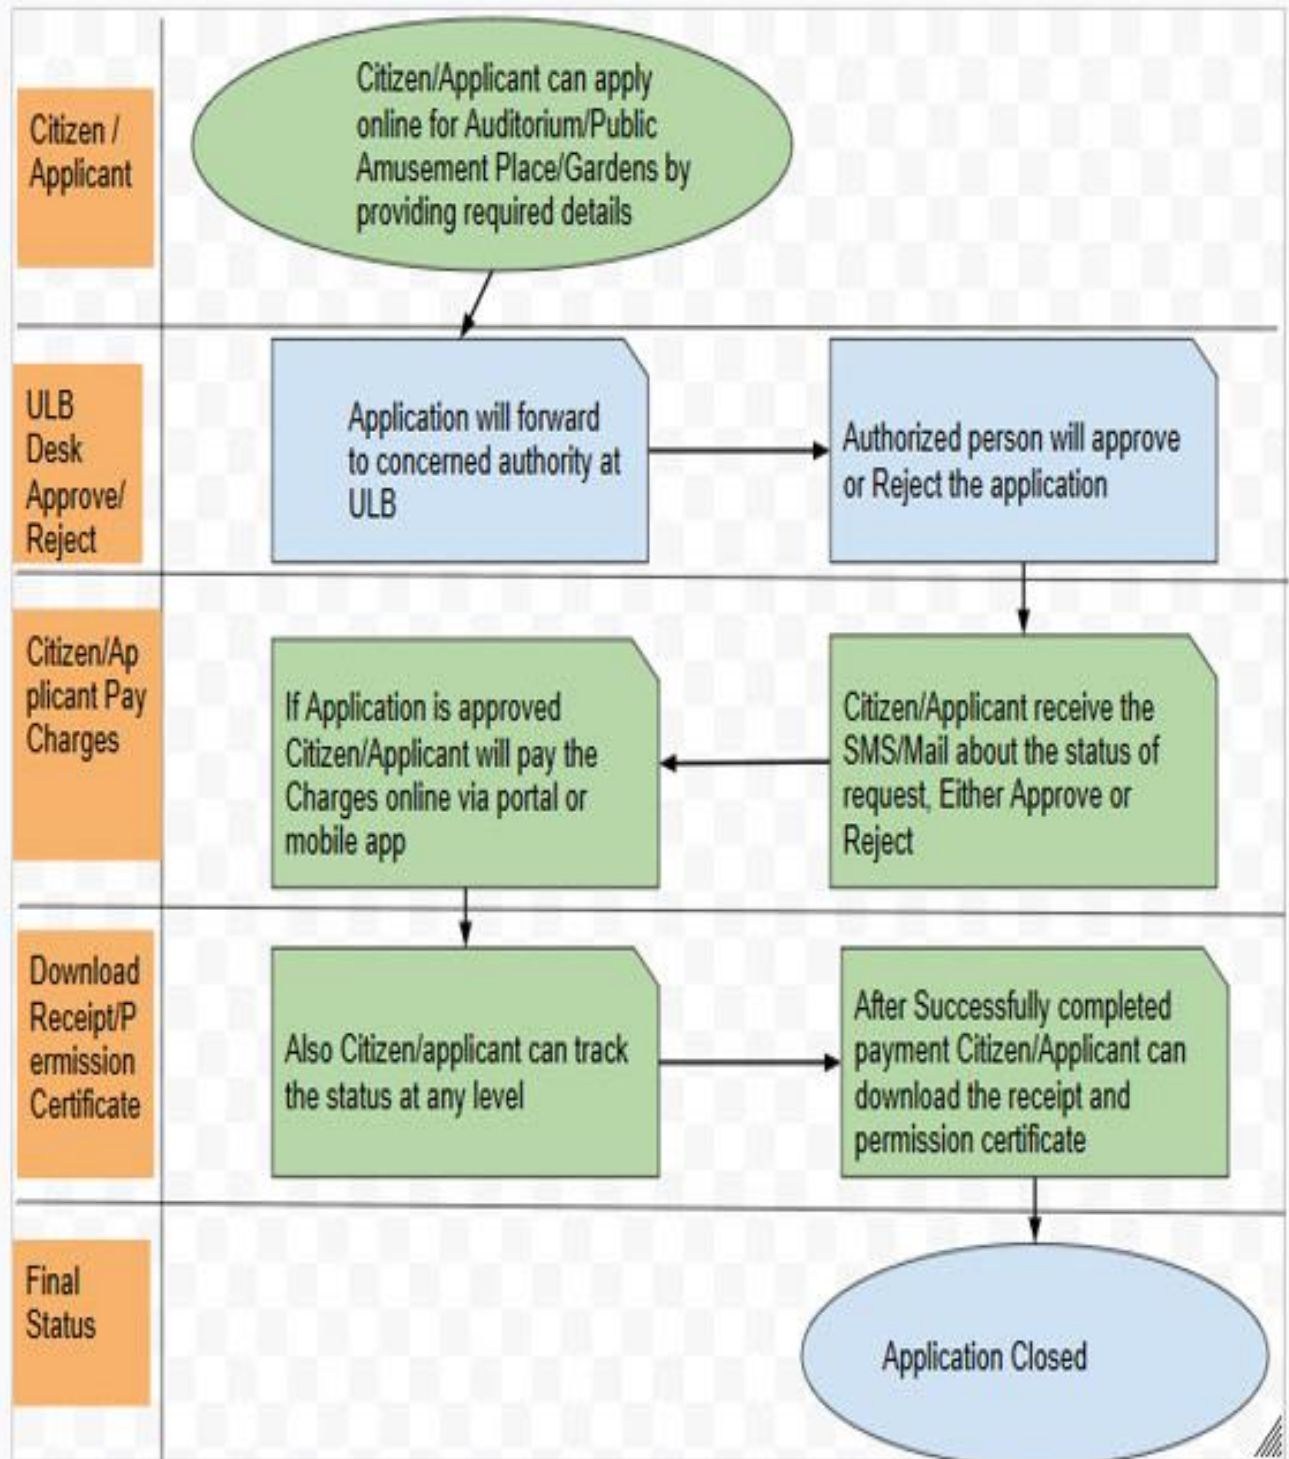 Citizen /
Applicant
Citizen/Applicant can apply
online for Auditorium/Public
Amusement Place/Gardens by
providing required details
ULB
Desk
Approve/
Reject
Application will forward
to concerned authority at
ULB
Authorized person will approve
or Reject the application
Citizen/Ap
plicant Pay
Charges
If Application is approved
Citizen/Applicant will pay the
Charges online via portal or
mobile app
Citizen/Applicant receive the
SMS/Mail about the status of
request, Either Approve or
Reject
Download
Receipt/P
ermission
Certificate
Also Citizen/applicant can track
the status at any level
After Successfully completed
payment Citizen/Applicant can
download the receipt and
permission certificate
Final
Status
Application Closed